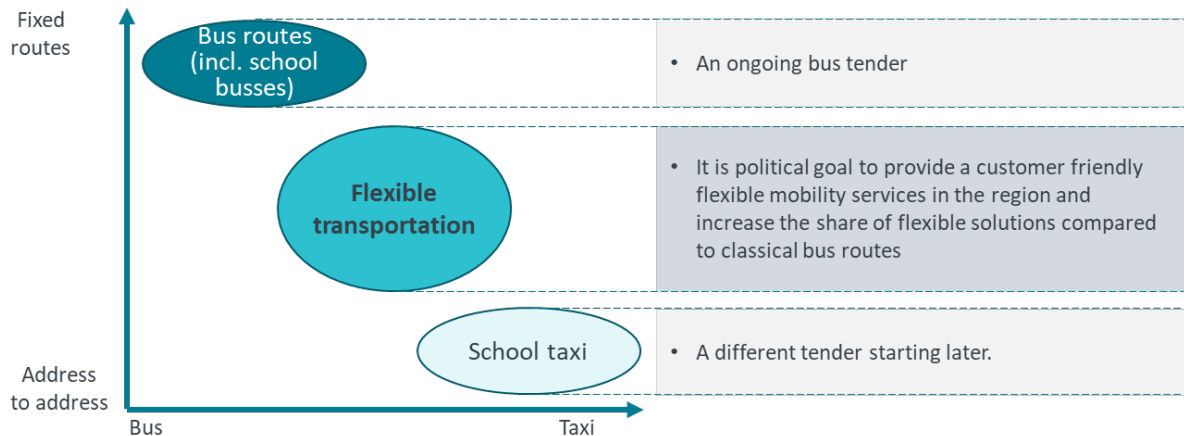 Fixed
routes
Bus routes
(incl. school
busses)
• An ongoing bus tender
Flexible
transportation
• It is political goal to provide a customer friendly
flexible mobility services in the region and
increase the share of flexible solutions compared
to classical bus routes
School taxi
• A different tender starting later.
Address
to address
Bus
Taxi